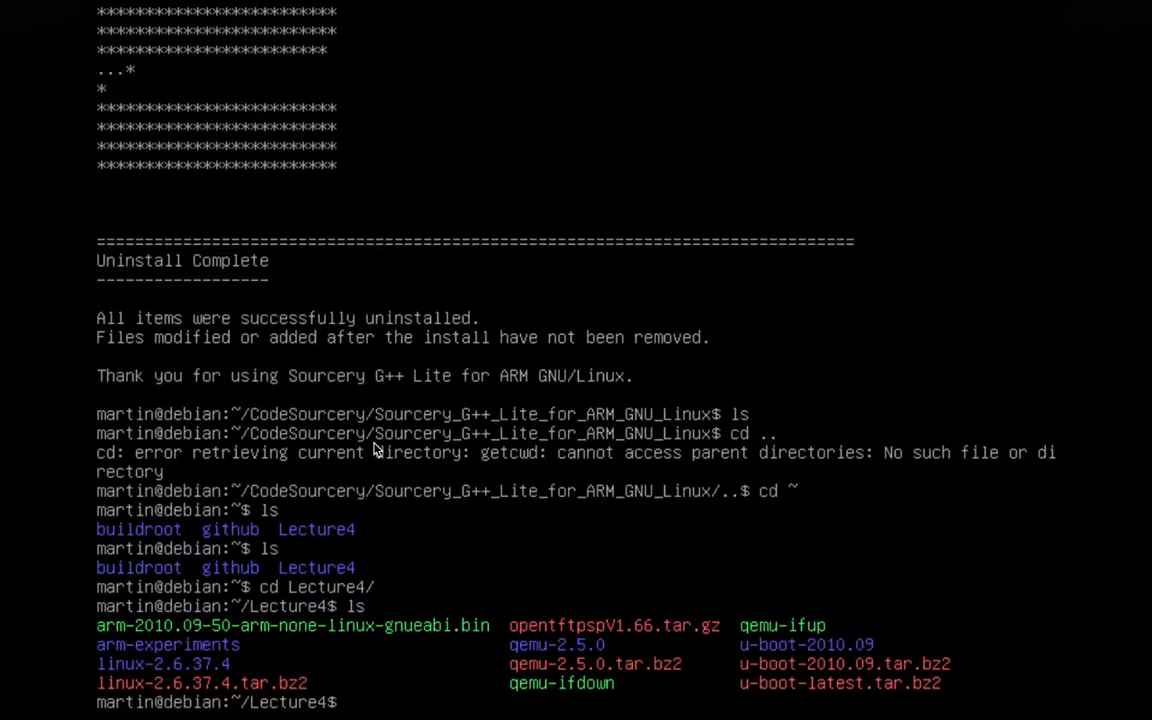 *************************
*************************
************************
...*
*
*************************
*************************
*************************
*************************
===============================================================================
Uninstall Complete
------------------
All items were successfully uninstalled.
Files modified or added after the install have not been removed.
Thank you for using Sourcery G++ Lite for ARM GNU/Linux.
martin@debian:~/CodeSourcery/Sourcery_G++_Lite_for_ARM_GNU_Linux$ ls
martin@debian:~/CodeSourcery/Sourcery_G++_Lite_for_ARM_GNU_Linux$ cd ..
cd: error retrieving current directory: getcwd: cannot access parent directories: No such file or di
rectory
martin@debian:~/CodeSourcery/Sourcery_G++_Lite_for_ARM_GNU_Linux/..$ cd ~
martin@debian:~$ ls
buildroot  github  Lecture4
martin@debian:~$ ls
buildroot  github  Lecture4
martin@debian:~$ cd Lecture4/
martin@debian:~/Lecture4$ ls
arm-2010.09-50-arm-none-linux-gnueabi.bin  opentftpspV1.66.tar.gz  qemu-ifup
arm-experiments                            qemu-2.5.0              u-boot-2010.09
linux-2.6.37.4                             qemu-2.5.0.tar.bz2      u-boot-2010.09.tar.bz2
linux-2.6.37.4.tar.bz2                     qemu-ifdown             u-boot-latest.tar.bz2
martin@debian:~/Lecture4$